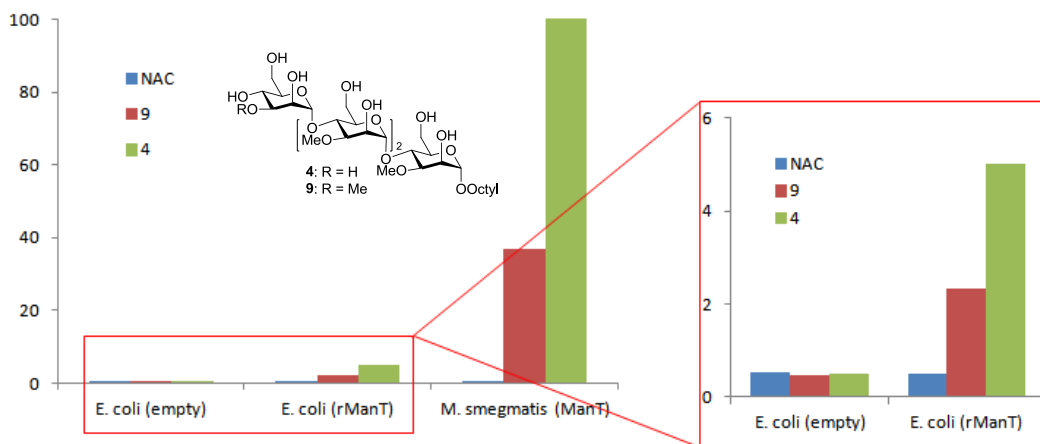 100
80
60
40
20
0
NAC
9
4
OH
OH
HO
RO
O
OH
OH
O
O
MeO
2
OH
OH
O
O
MeO
OOctyl
4: R = H
9: R = Me
E. coli (empty)
E. coli (rManT)
M. smegmatis (ManT)
6
4
2
0
NAC
9
4
E. coli (empty)
E. coli (rManT)